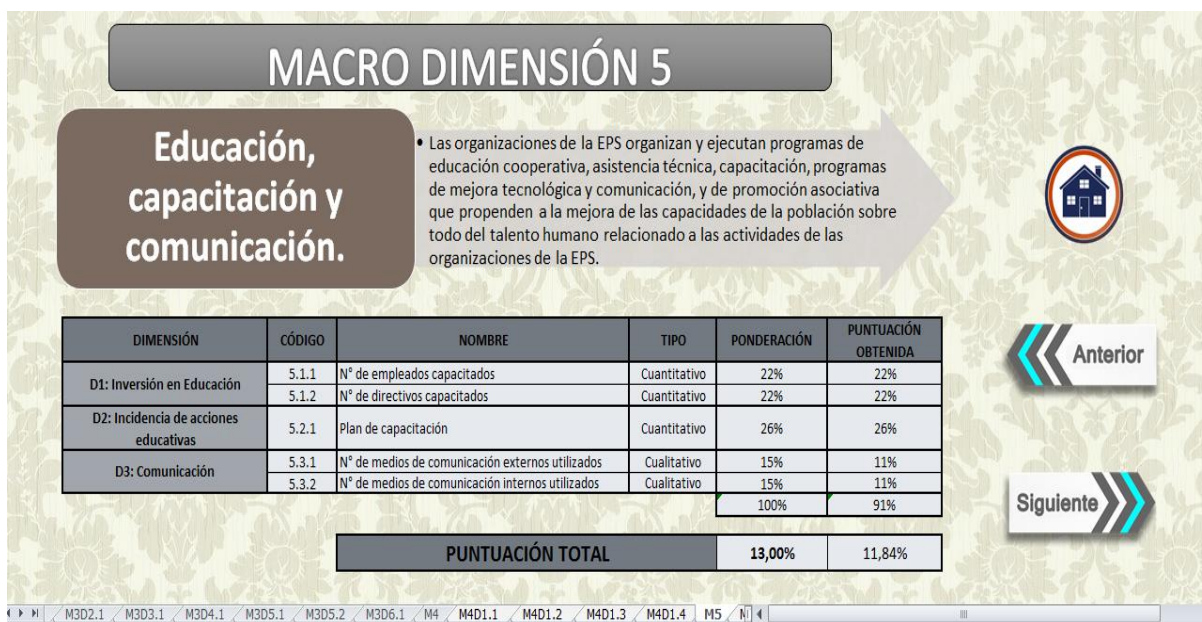 MACRO DIMENSIÓN 5
Educación,
capacitación y
comunicación.
• Las organizaciones de la EPS organizan y ejecutan programas de
educación cooperativa, asistencia técnica, capacitación, programas
de mejora tecnológica y comunicación, y de promoción asociativa
que propenden a la mejora de las capacidades de la población sobre
todo del talento humano relacionado a las actividades de las
organizaciones de la EPS.
DIMENSIÓN CÓDIGO NOMBRE TIPO PONDERACIÓN PUNTUACIÓN
OBTENIDA
D1: Inversión en Educación
5.1.1 N° de empleados capacitados Cuantitativo 22% 22%
5.1.2 N° de directivos capacitados Cuantitativo 22% 22%
D2: Incidencia de acciones
educativas
5.2.1 Plan de capacitación Cuantitativo 26% 26%
D3: Comunicación
5.3.1 N° de medios de comunicación externos utilizados Cualitativo 15% 11%
5.3.2 N° de medios de comunicación internos utilizados Cualitativo 15% 11%
100% 91%
PUNTUACIÓN TOTAL 13,00% 11,84%
Anterior
Siguiente
M3D2.1 M3D3.1 M3D4.1 M3D5.1 M3D5.2 M3D6.1 M4 M4D1.1 M4D1.2 M4D1.3 M4D1.4 M5